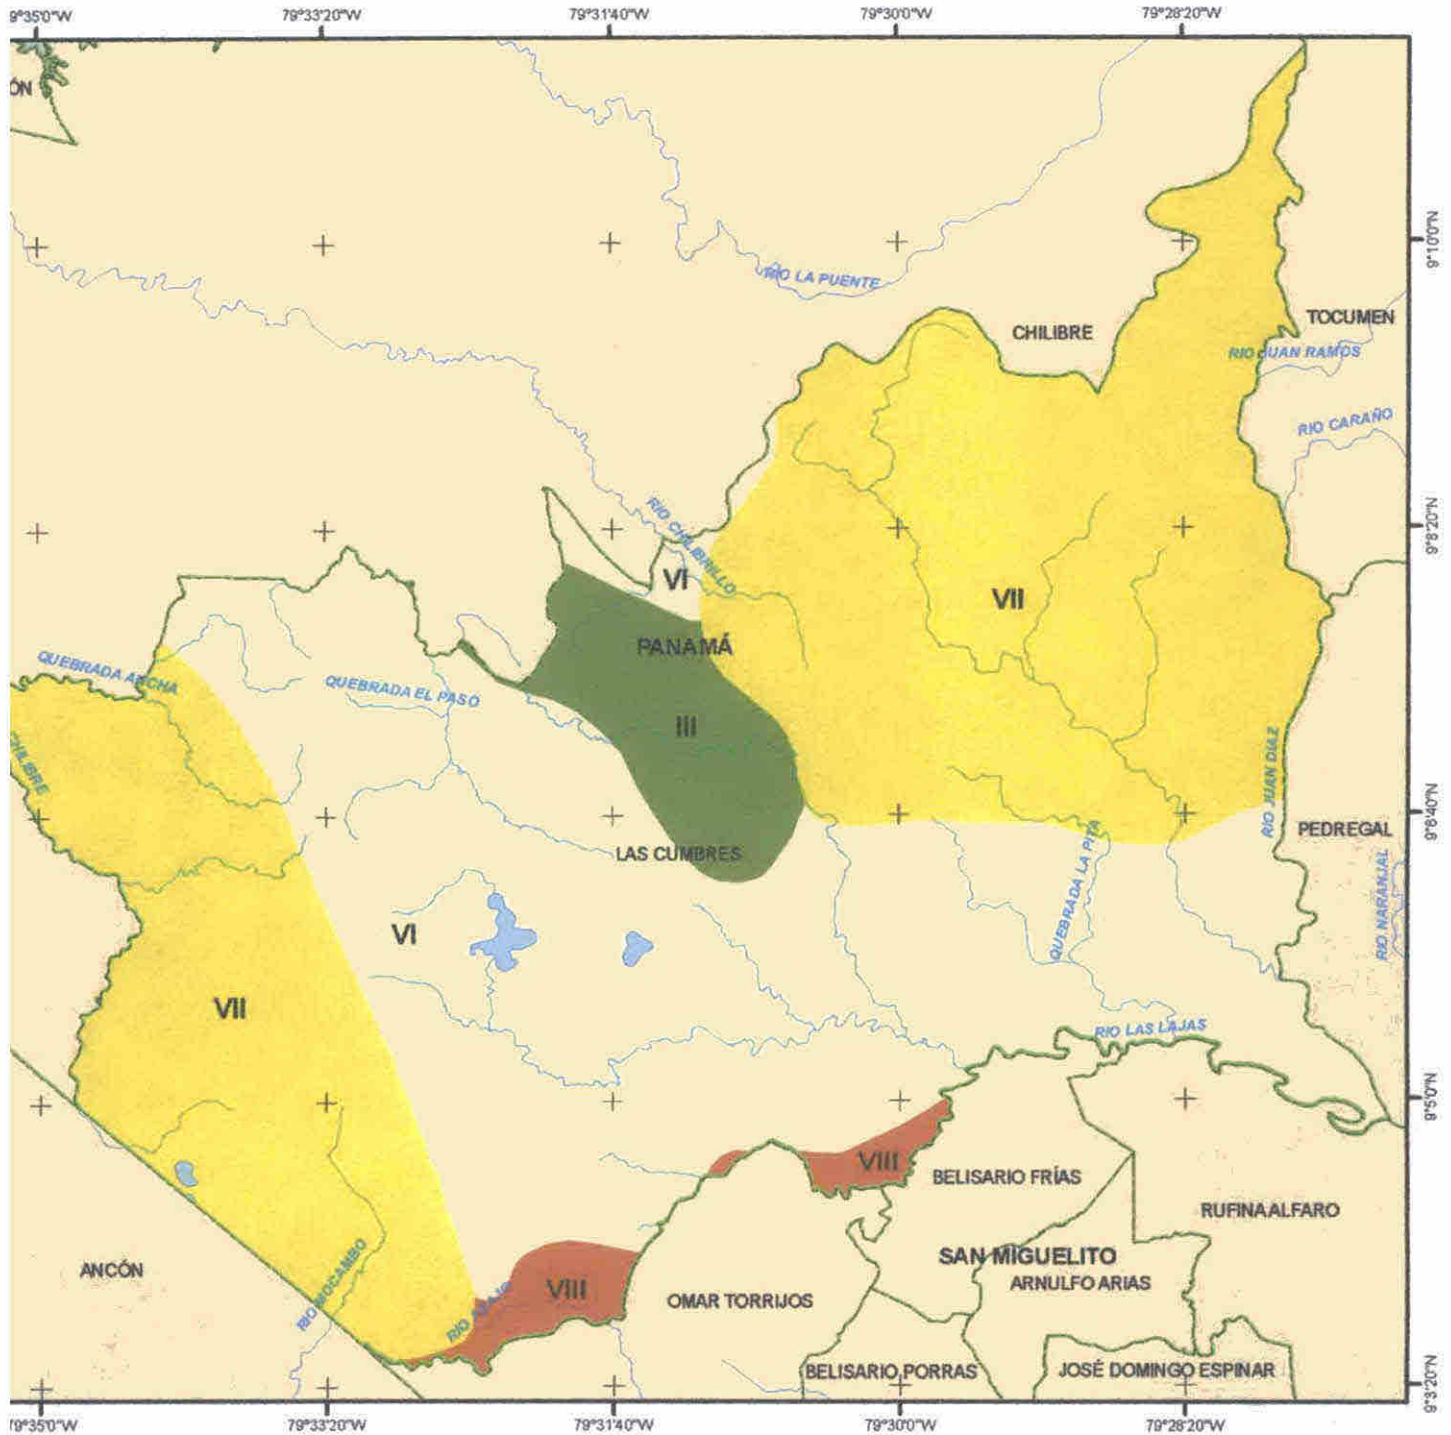 9°35'0"W 79°33'20"W 79°31'40"W 79°30'0"W 79°28'20"W
ÓN
9°10'0"N
RÍO LA PUENTE
CHILIBRE
TOCUMEN
RIO JUAN RAMOS
RIO CARAÑO
RIO CHILIBRILLO
9°8'20"N
VI
VII
PANAMÁ
QUEBRADA ANCHA
QUEBRADA EL PASO
III
CHILIBRE
RÍO JUAN DIAZ
9°6'40"N
PEDREGAL
LAS CUMBRES
QUEBRADA LA PITA
RIO NARANJAL
VI
VII
RIO LAS LAJAS
9°5'0"N
VIII
BELISARIO FRÍAS
RUFINA ALFARO
SAN MIGUELITO
ANCÓN
ARNULFO ARIAS
VIII
OMAR TORRIJOS
RIO MOCAMBO
RÍO ABAJO
BELISARIO PORRAS
JOSÉ DOMINGO ESPINAR
9°3'20"N
79°35'0"W 79°33'20"W 79°31'40"W 79°30'0"W 79°28'20"W